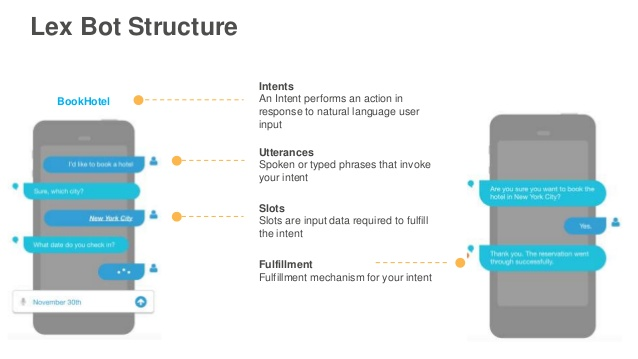 Lex Bot Structure
BookHotel
I'd like to book a hotel
Sure, which city?
New York City
What date do you check in?
November 30th
Intents
An Intent performs an action in
response to natural language user
input
Utterances
Spoken or typed phrases that invoke
your intent
Slots
Slots are input data required to fulfill
the intent
Fulfillment
Fulfillment mechanism for your intent
Are you sure you want to book the
hotel in New York City?
Yes.
Thank you. The reservation went
through successfully.